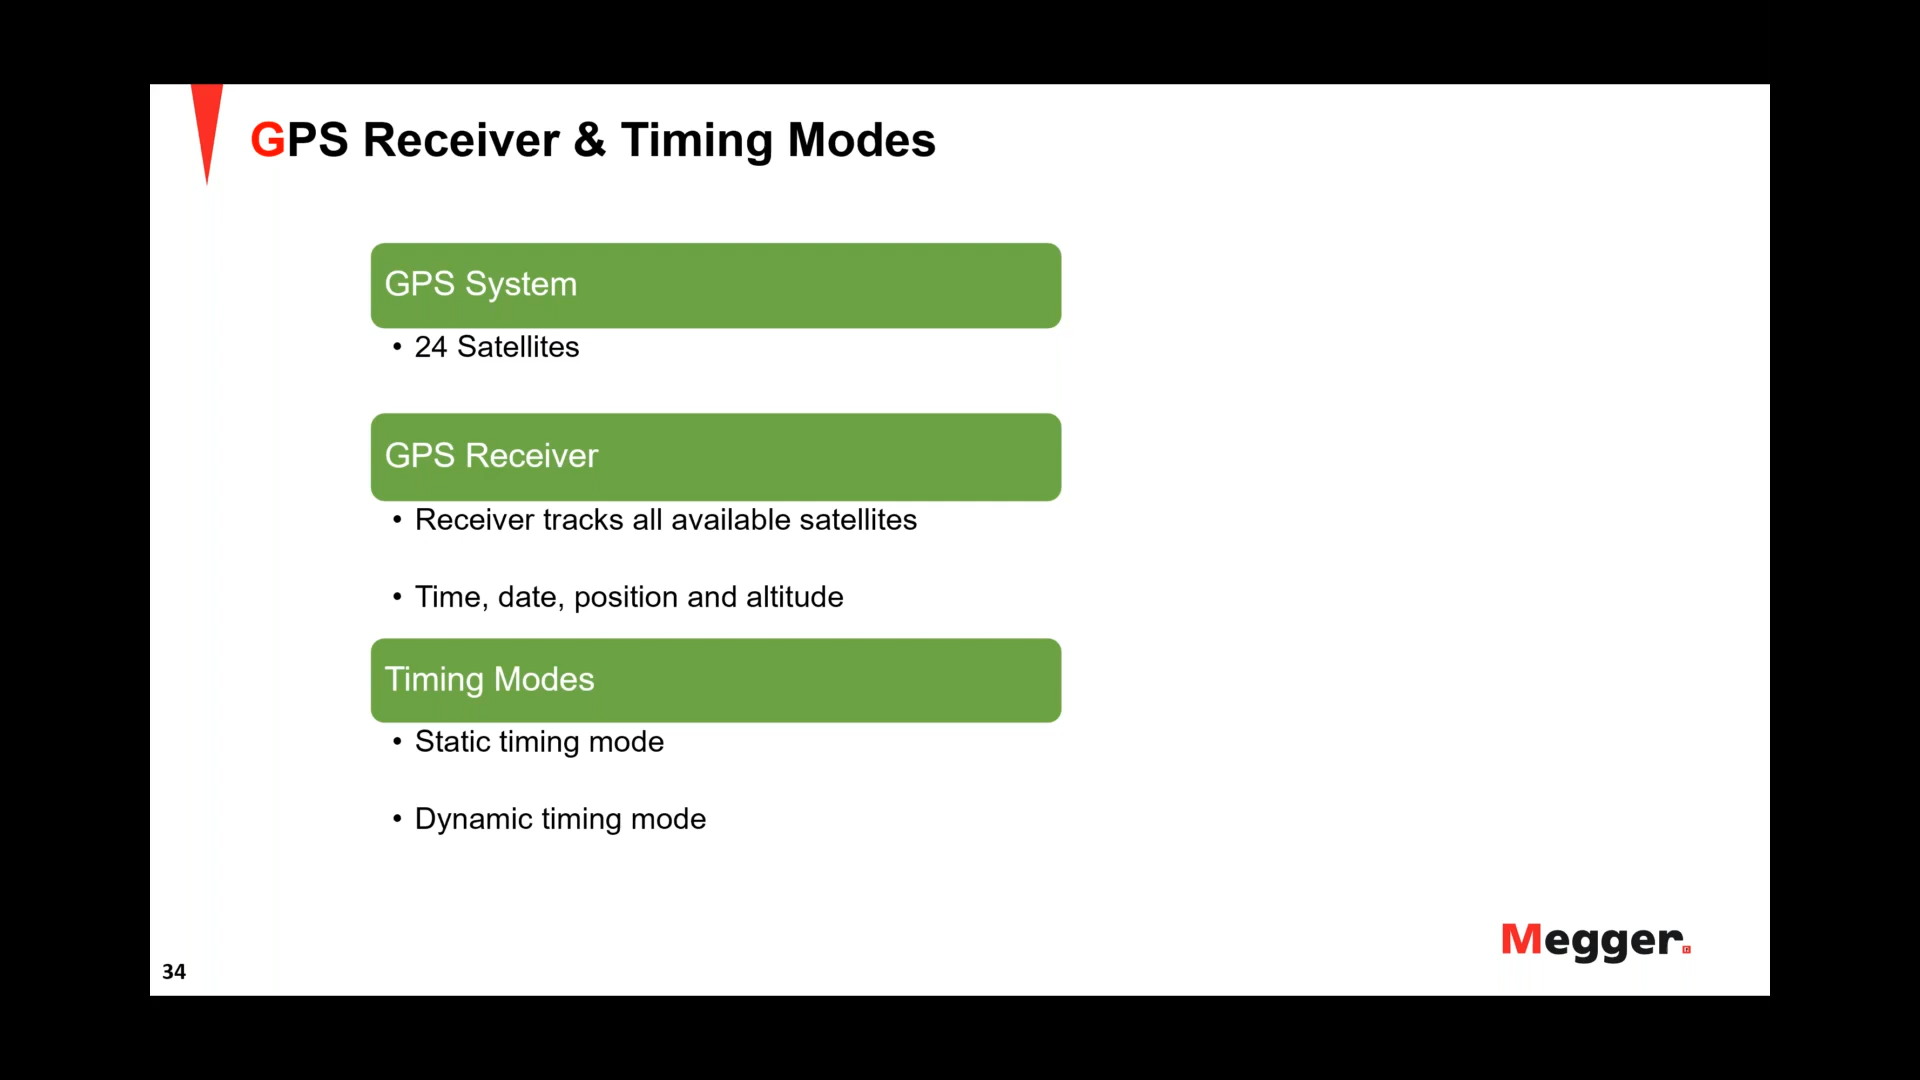 GPS Receiver & Timing Modes
GPS System
• 24 Satellites
GPS Receiver
• Receiver tracks all available satellites
• Time, date, position and altitude
Timing Modes
• Static timing mode
• Dynamic timing mode
Megger.
34